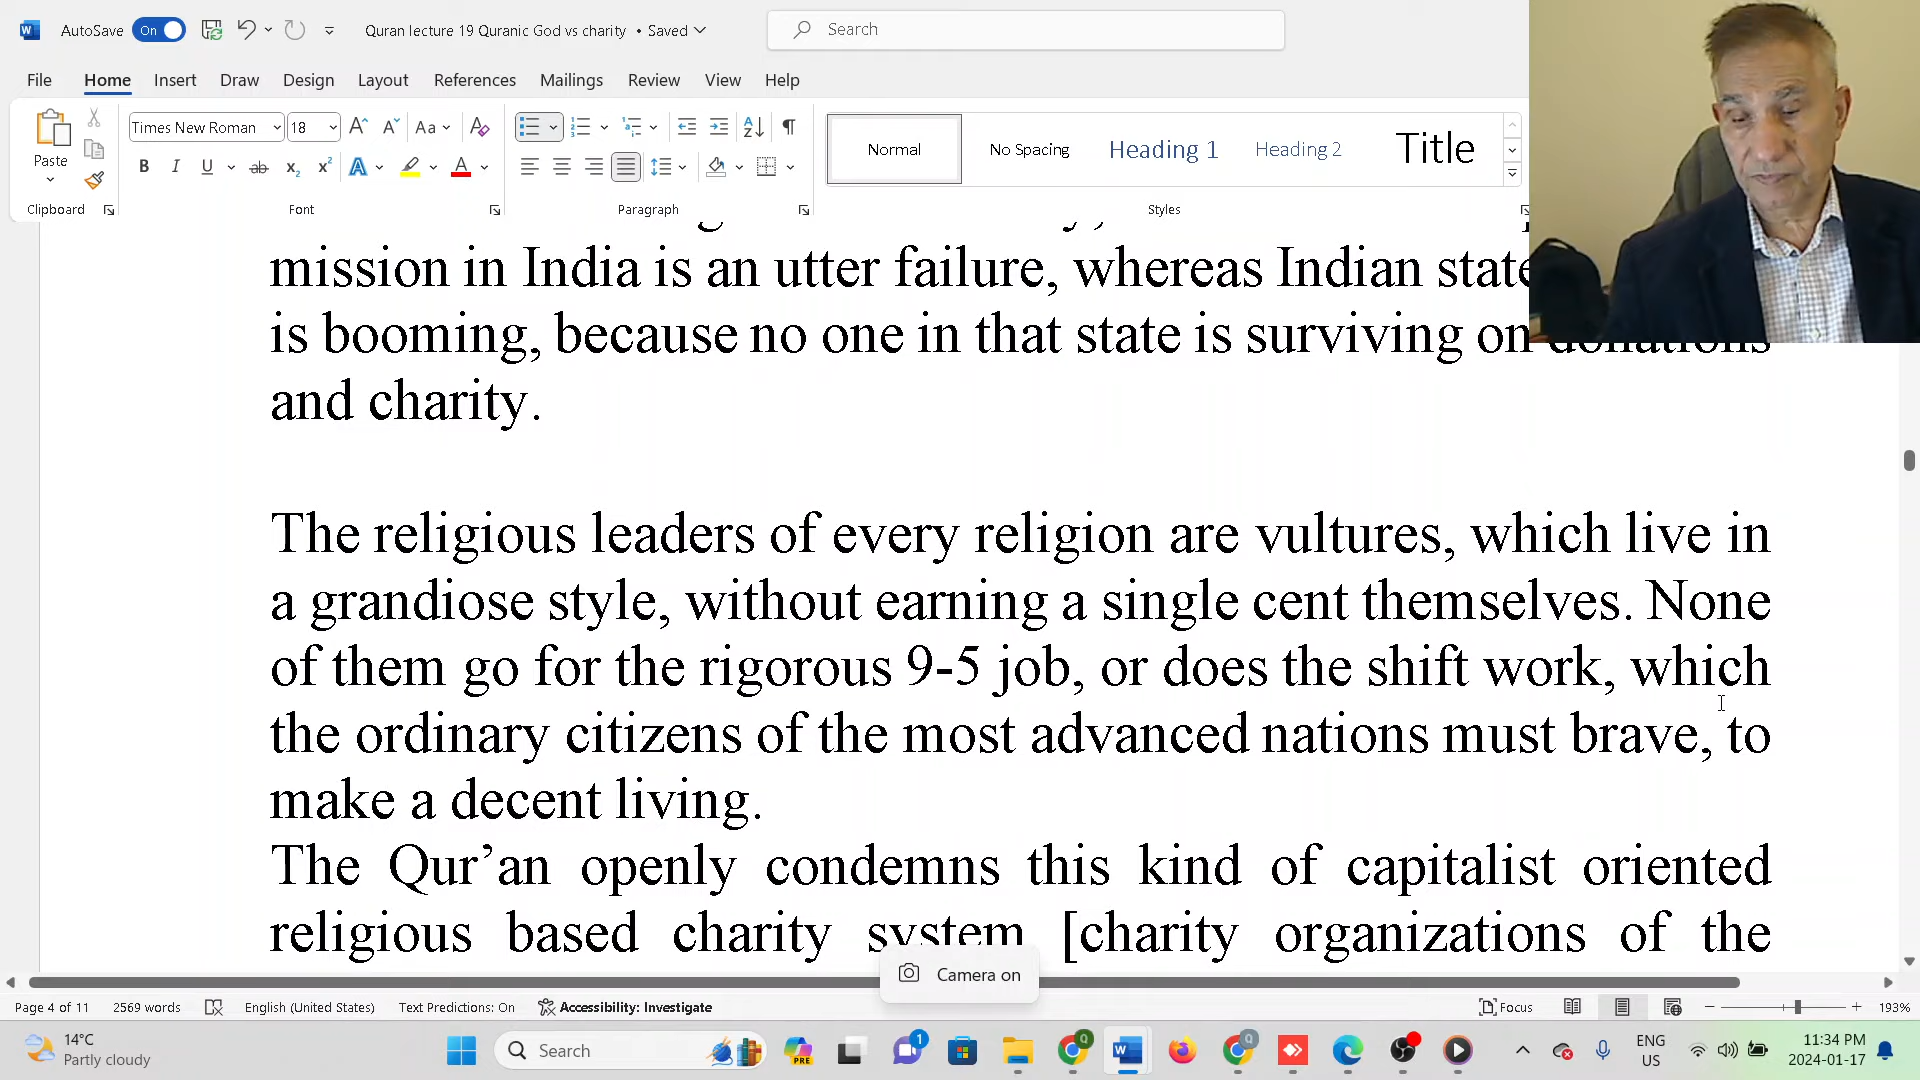 AutoSave On Quran lecture 19 Quranic God vs charity • Saved Search
File Home Insert Draw Design Layout References Mailings Review View Help
Times New Roman 18 Aa
Paste B I U ab x₂ x² A A Normal No Spacing Heading 1 Heading 2 Title
Clipboard Font Paragraph Styles
mission in India is an utter failure, whereas Indian state
is booming, because no one in that state is surviving on donations
and charity.
The religious leaders of every religion are vultures, which live in
a grandiose style, without earning a single cent themselves. None
of them go for the rigorous 9-5 job, or does the shift work, which
the ordinary citizens of the most advanced nations must brave, to
make a decent living.
The Qur’an openly condemns this kind of capitalist oriented
religious based charity system [charity organizations of the
Camera on
Page 4 of 11 2569 words English (United States) Text Predictions: On Accessibility: Investigate Focus 193%
14°C
Partly cloudy
Search
PRE
1
ENG
US
11:34 PM
2024-01-17